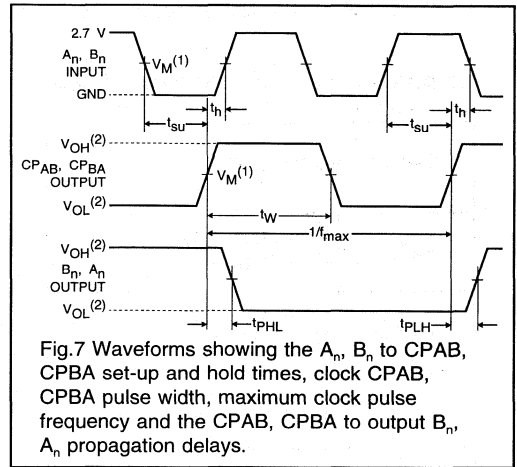 2.7 V
An, Bn
INPUT
VM(1)
GND
th
th
tsu
tsu
VOH(2)
CPAB, CPBA
OUTPUT
VM(1)
VOL(2)
tW
1/fmax
VOH(2)
Bn, An
OUTPUT
VOL(2)
tPHL
tPLH
Fig.7 Waveforms showing the An, Bn to CPAB,
CPBA set-up and hold times, clock CPAB,
CPBA pulse width, maximum clock pulse
frequency and the CPAB, CPBA to output Bn,
An propagation delays.